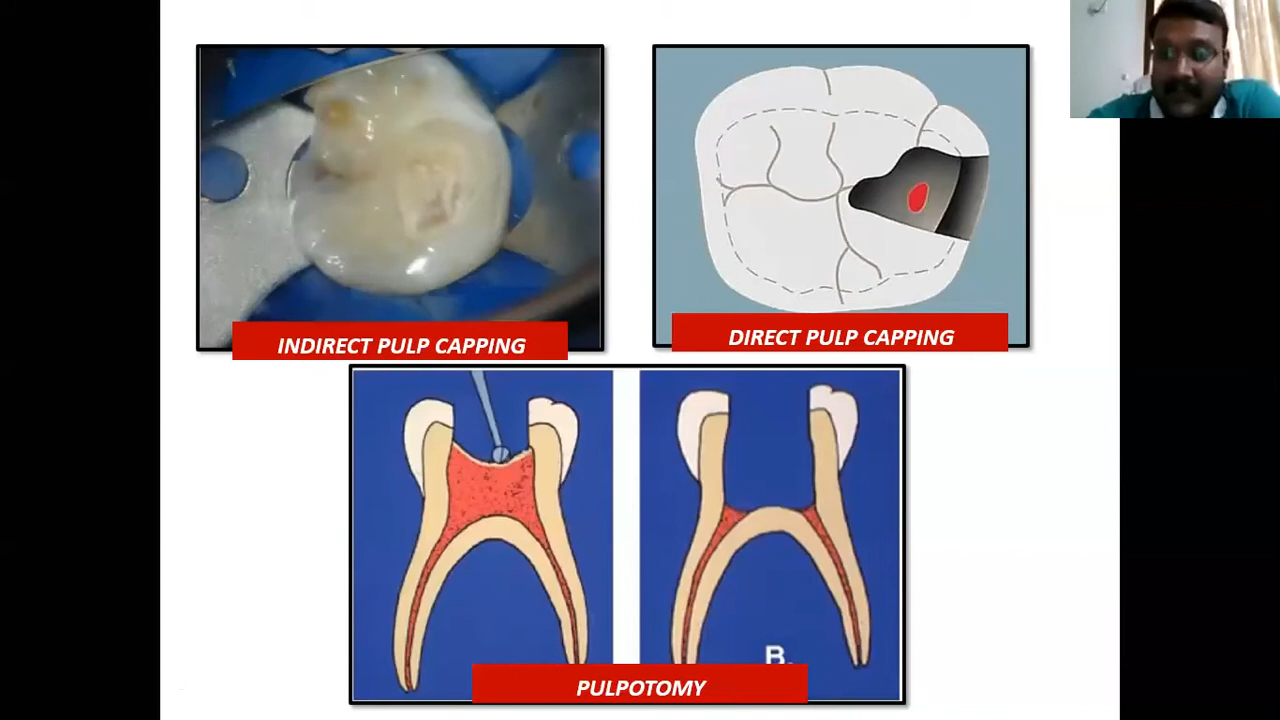 INDIRECT PULP CAPPING
DIRECT PULP CAPPING
B.
PULPOTOMY